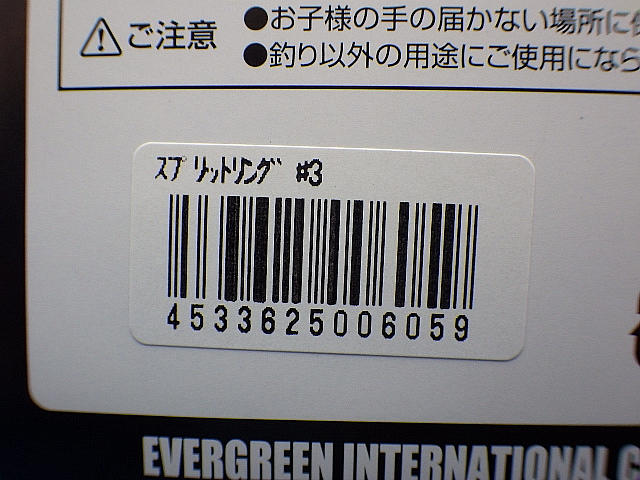 ご注意
●お子様の手の届かない場所に
●釣り以外の用途にご使用になら
スプリットリング #3
4533625006059
EVERGREEN INTERNATIONAL